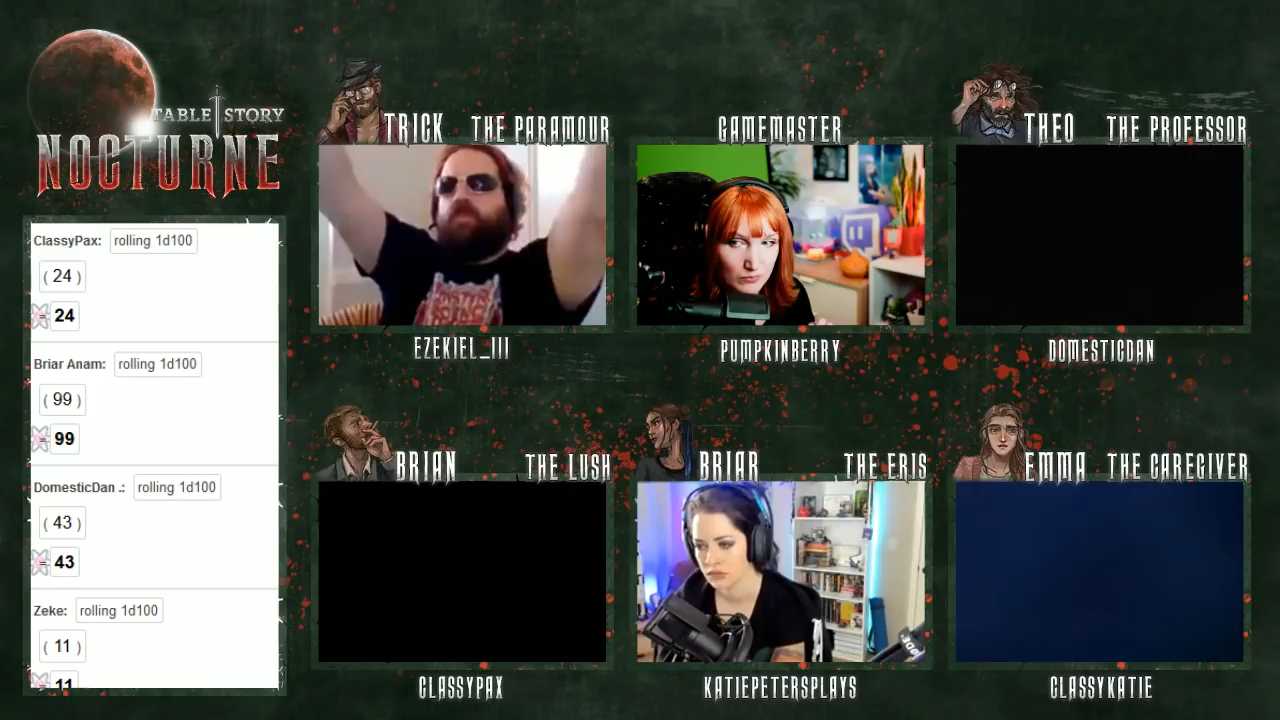 TABLE STORY
NOCTURNE
ClassyPax: rolling 1d100
( 24 )
= 24
Briar Anam: rolling 1d100
( 99 )
= 99
DomesticDan .: rolling 1d100
( 43 )
= 43
Zeke: rolling 1d100
( 11 )
= 11
TRICK THE PARAMOUR
EZEKIEL_III
GAMEMASTER
PUMPKINBERRY
THEO THE PROFESSOR
DOMESTICDAN
BRIAN THE LUSH
CLASSYPAX
BRIAR THE ERIS
KATIEPETERSPLAYS
EMMA THE CAREGIVER
CLASSYKATIE